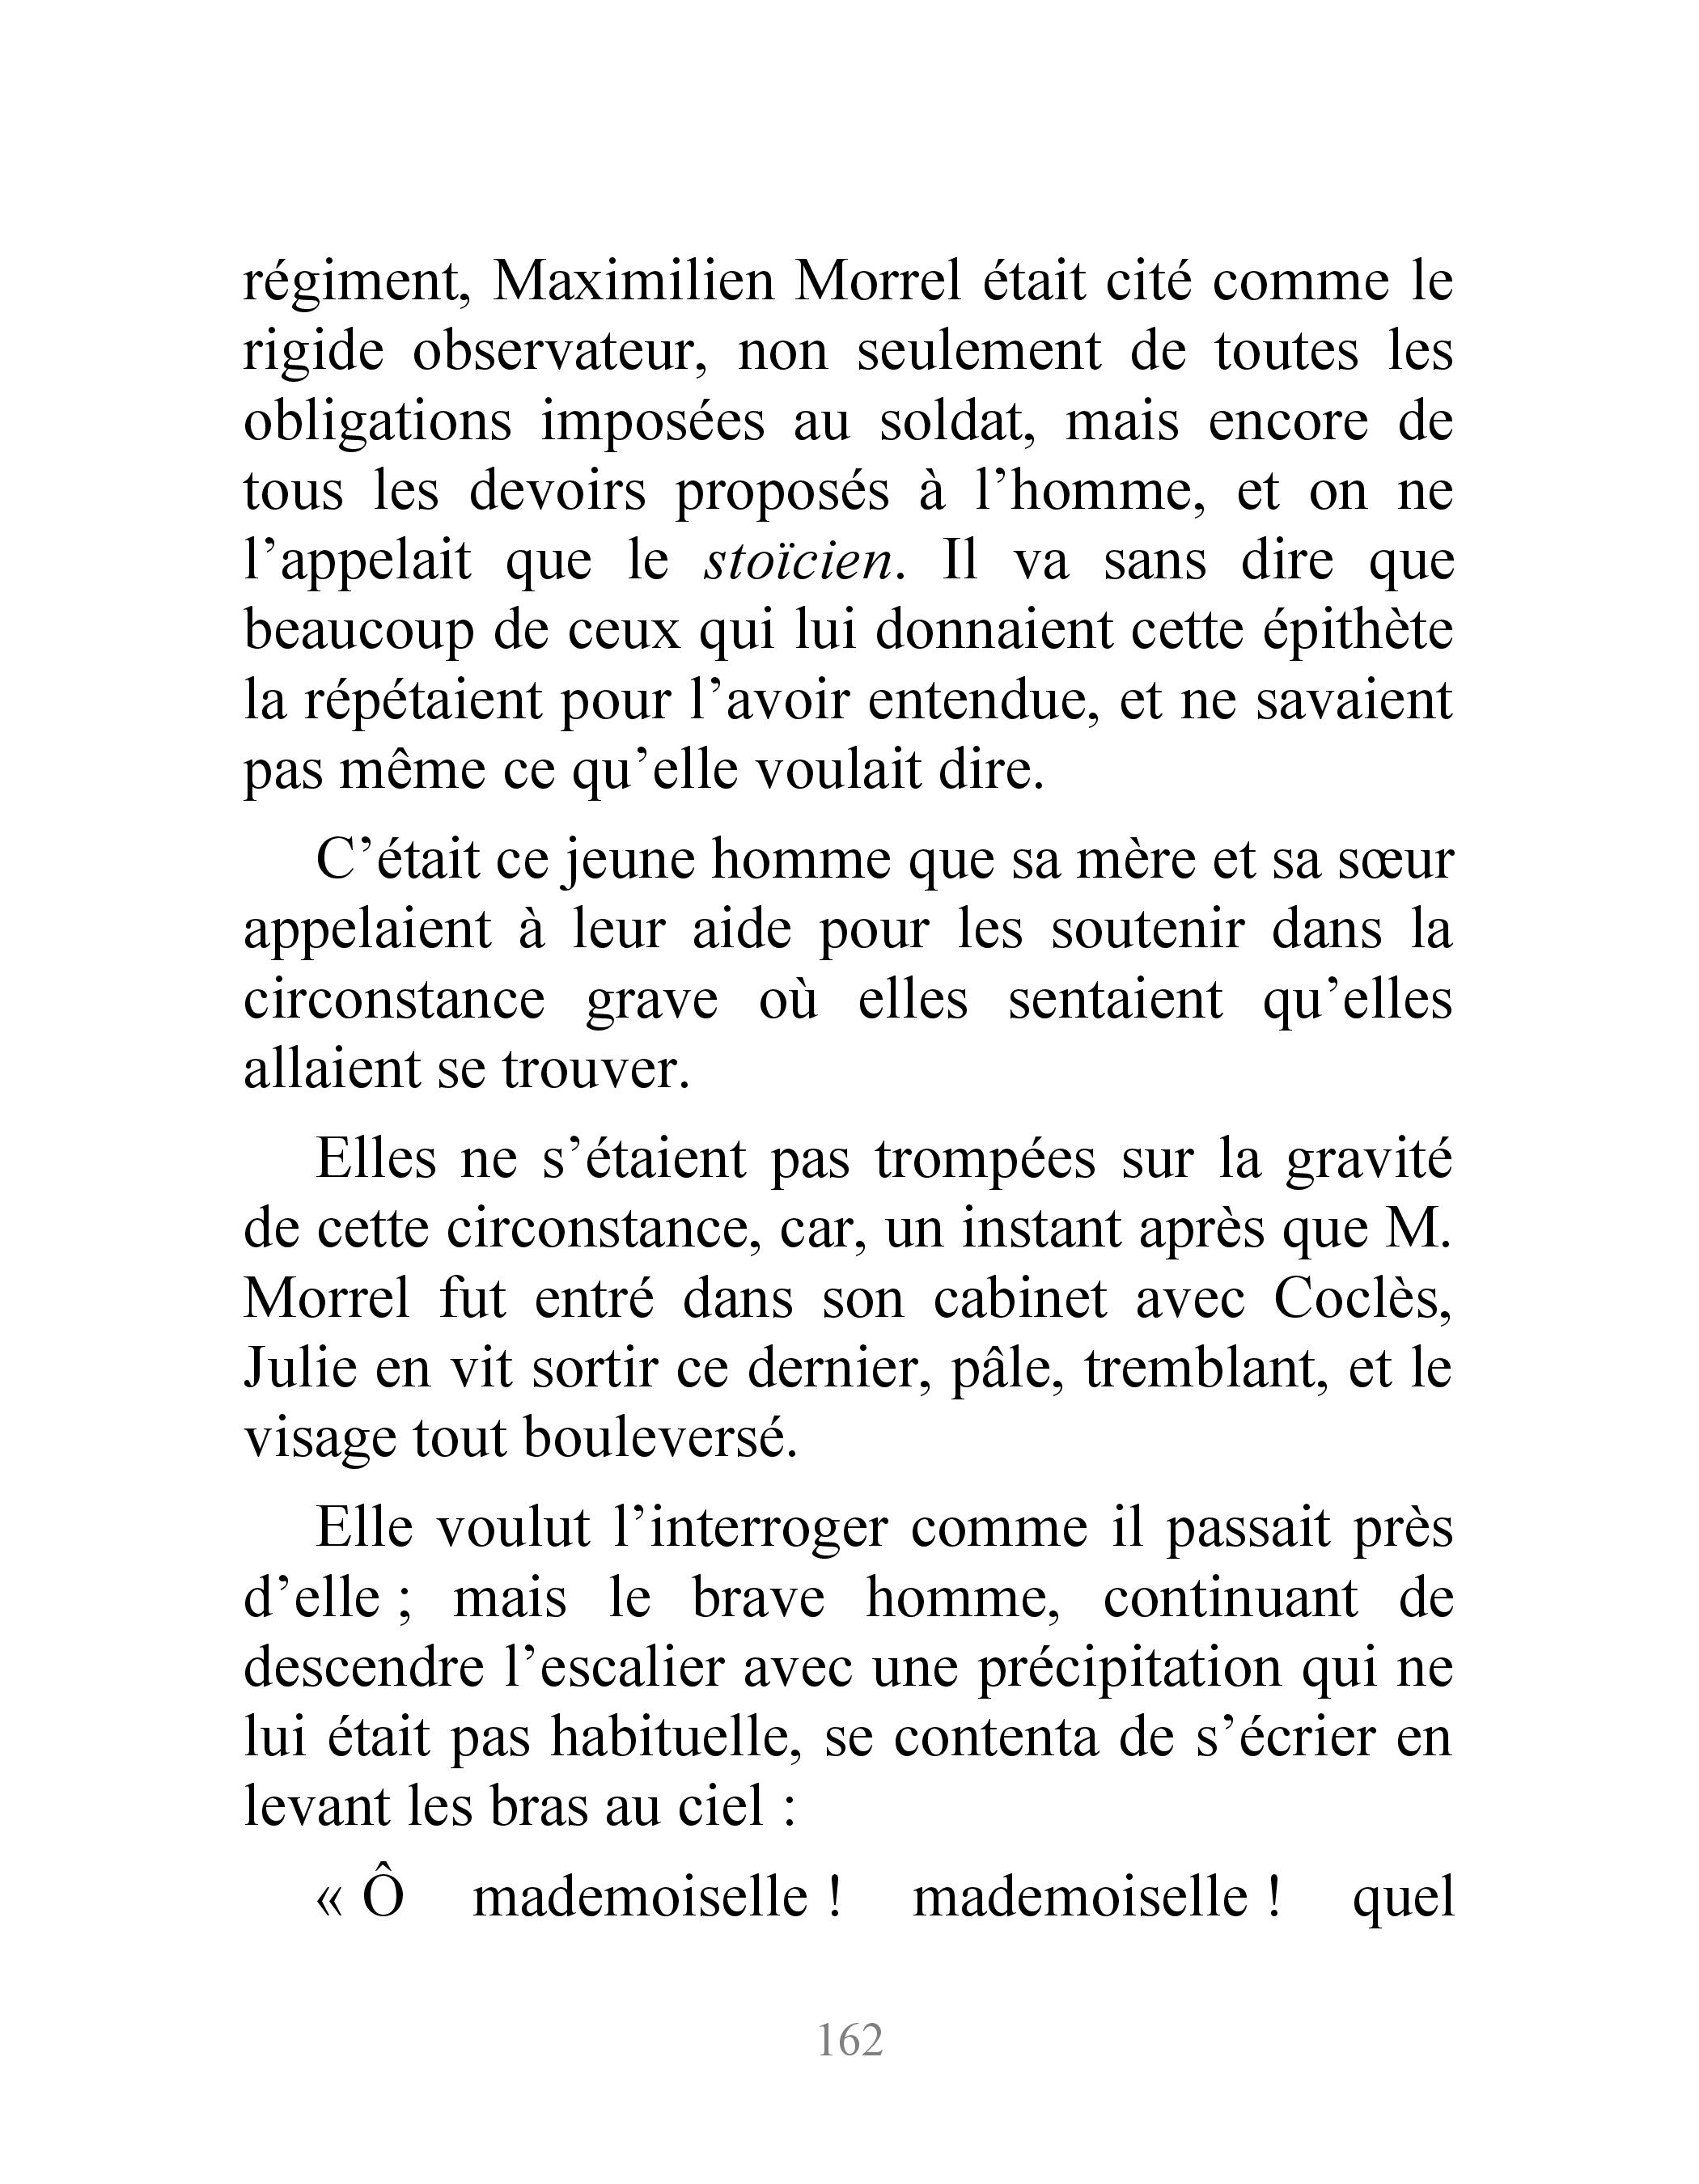 régiment, Maximilien Morrel était cité comme le
rigide observateur, non seulement de toutes les
obligations imposées au soldat, mais encore de
tous les devoirs proposés à l’homme, et on ne
l’appelait que le stoïcien. Il va sans dire que
beaucoup de ceux qui lui donnaient cette épithète
la répétaient pour l’avoir entendue, et ne savaient
pas même ce qu’elle voulait dire.
C’était ce jeune homme que sa mère et sa sœur
appelaient à leur aide pour les soutenir dans la
circonstance grave où elles sentaient qu’elles
allaient se trouver.
Elles ne s’étaient pas trompées sur la gravité
de cette circonstance, car, un instant après que M.
Morrel fut entré dans son cabinet avec Coclès,
Julie en vit sortir ce dernier, pâle, tremblant, et le
visage tout bouleversé.
Elle voulut l’interroger comme il passait près
d’elle ; mais le brave homme, continuant de
descendre l’escalier avec une précipitation qui ne
lui était pas habituelle, se contenta de s’écrier en
levant les bras au ciel :
« Ô mademoiselle ! mademoiselle ! quel
162